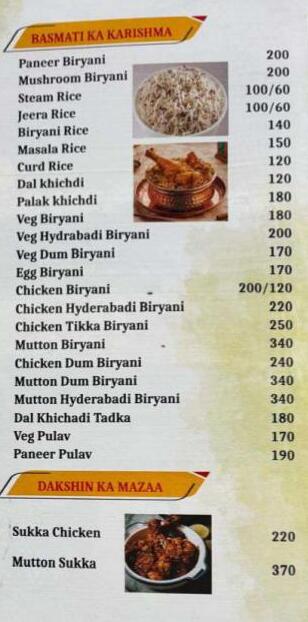 BASMATI KA KARISHMA
Paneer Biryani 200
Mushroom Biryani 200
Steam Rice 100/60
Jeera Rice 100/60
Biryani Rice 140
Masala Rice 150
Curd Rice 120
Dal khichdi 120
Palak khichdi 180
Veg Biryani 180
Veg Hydrabadi Biryani 200
Veg Dum Biryani 170
Egg Biryani 170
Chicken Biryani 200/120
Chicken Hyderabadi Biryani 220
Chicken Tikka Biryani 250
Mutton Biryani 340
Chicken Dum Biryani 240
Mutton Dum Biryani 340
Mutton Hyderabadi Biryani 340
Dal Khichadi Tadka 180
Veg Pulav 170
Paneer Pulav 190
DAKSHIN KA MAZAA
Sukka Chicken 220
Mutton Sukka 370